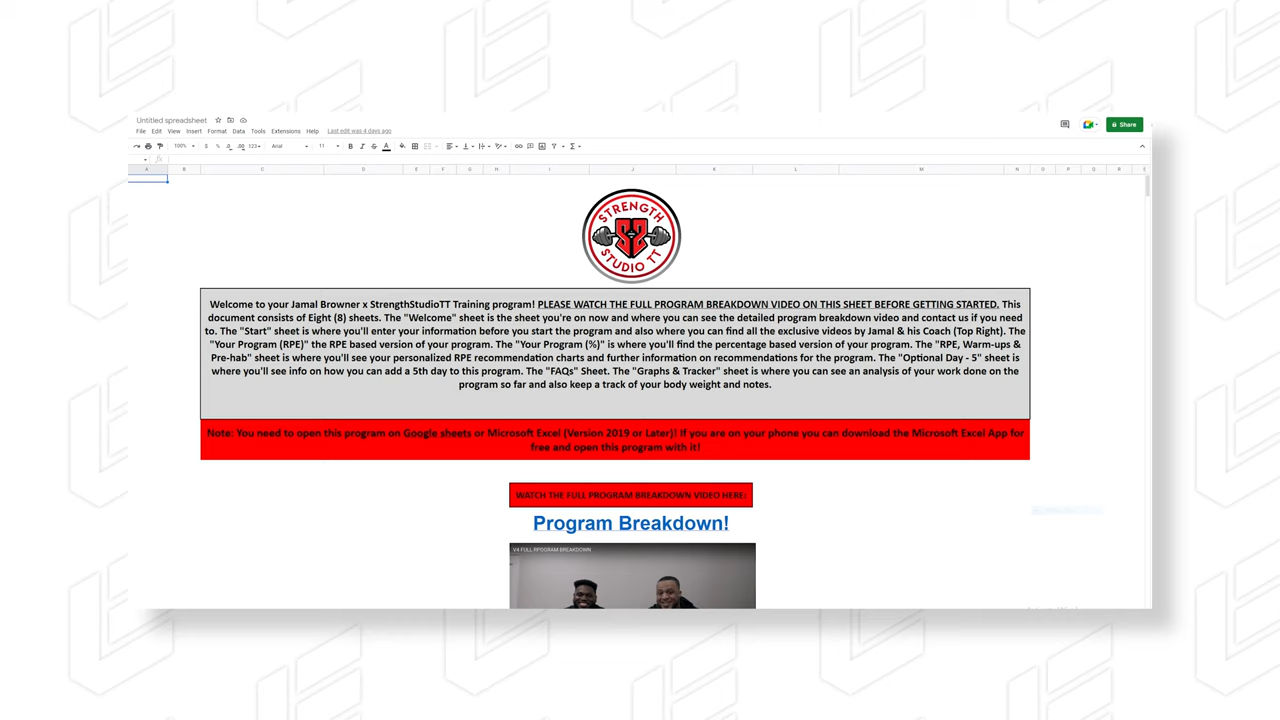 Untitled spreadsheet
File Edit View Insert Format Data Tools Extensions Help Last edit was 4 days ago
Share
100% $ % .0 .00 123 Arial 11 B I S A
fx
A B C D E F G H I J K L M N O P Q R
STRENGTH
STUDIO TT
Welcome to your Jamal Browner x StrengthStudioTT Training program! PLEASE WATCH THE FULL PROGRAM BREAKDOWN VIDEO ON THIS SHEET BEFORE GETTING STARTED. This
document consists of Eight (8) sheets. The "Welcome" sheet is the sheet you're on now and where you can see the detailed program breakdown video and contact us if you need
to. The "Start" sheet is where you'll enter your information before you start the program and also where you can find all the exclusive videos by Jamal & his Coach (Top Right). The
"Your Program (RPE)" the RPE based version of your program. The "Your Program (%)" is where you'll find the percentage based version of your program. The "RPE, Warm-ups &
Pre-hab" sheet is where you'll see your personalized RPE recommendation charts and further information on recommendations for the program. The "Optional Day - 5" sheet is
where you'll see info on how you can add a 5th day to this program. The "FAQs" Sheet. The "Graphs & Tracker" sheet is where you can see an analysis of your work done on the
program so far and also keep a track of your body weight and notes.
Note: You need to open this program on Google sheets or Microsoft Excel (Version 2019 or Later)! If you are on your phone you can download the Microsoft Excel App for
free and open this program with it!
WATCH THE FULL PROGRAM BREAKDOWN VIDEO HERE:
Program Breakdown!
V4 FULL PROGRAM BREAKDOWN